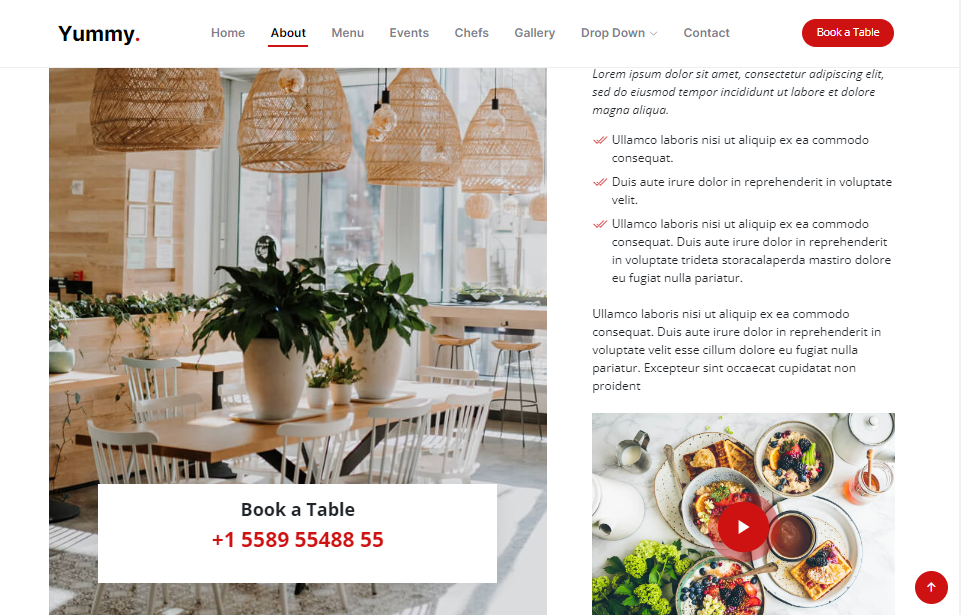 Yummy.
Home
About
Menu
Events
Chefs
Gallery
Drop Down
Contact
Book a Table
Lorem ipsum dolor sit amet, consectetur adipiscing elit,
sed do eiusmod tempor incididunt ut labore et dolore
magna aliqua.
Ullamco laboris nisi ut aliquip ex ea commodo
consequat.
Duis aute irure dolor in reprehenderit in voluptate
velit.
Ullamco laboris nisi ut aliquip ex ea commodo
consequat. Duis aute irure dolor in reprehenderit
in voluptate trideta storacalaperda mastiro dolore
eu fugiat nulla pariatur.
Ullamco laboris nisi ut aliquip ex ea commodo
consequat. Duis aute irure dolor in reprehenderit in
voluptate velit esse cillum dolore eu fugiat nulla
pariatur. Excepteur sint occaecat cupidatat non
proident
Book a Table
+1 5589 55488 55